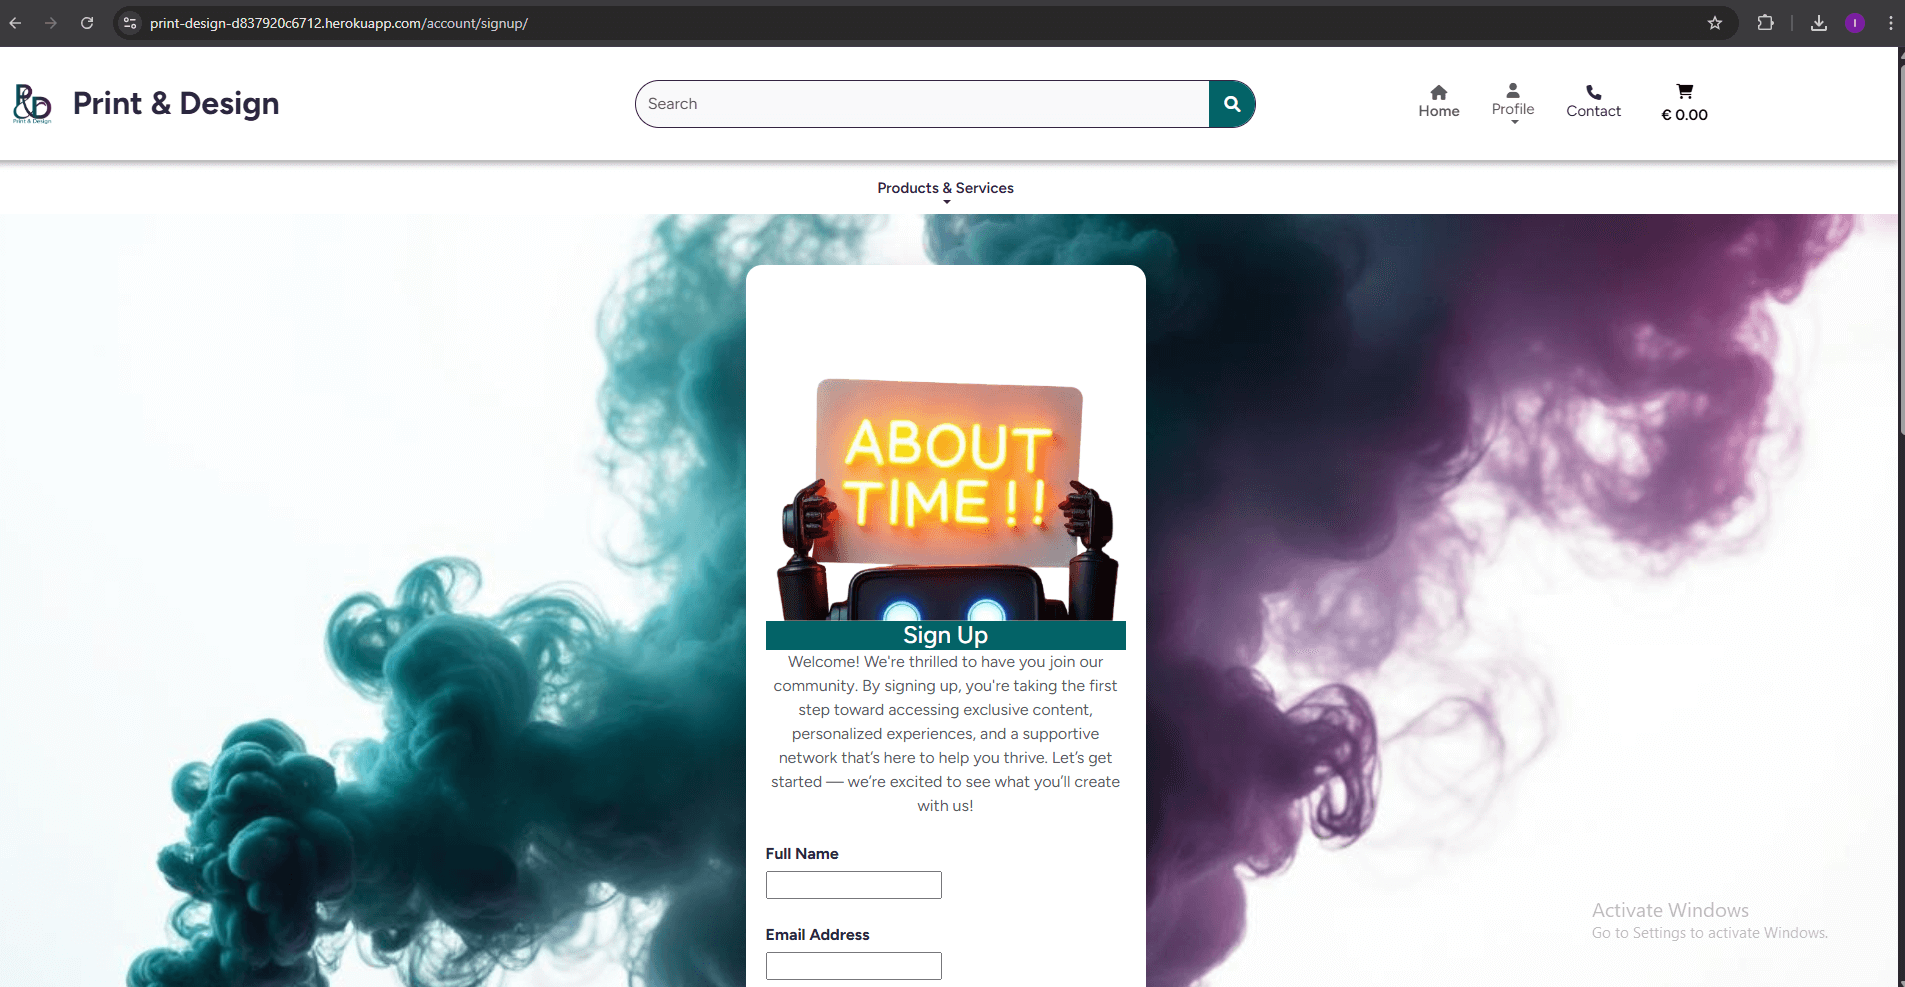 print-design-d837920c6712.herokuapp.com/account/signup/
I
P&D
Print & Design
Print & Design
Search
Home
Profile
Contact
€ 0.00
Products & Services
ABOUT
TIME!!
Sign Up
Welcome! We're thrilled to have you join our
community. By signing up, you're taking the first
step toward accessing exclusive content,
personalized experiences, and a supportive
network that’s here to help you thrive. Let’s get
started — we’re excited to see what you’ll create
with us!
Full Name
Email Address
Activate Windows
Go to Settings to activate Windows.